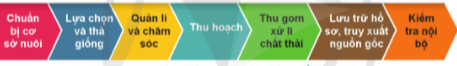 Chuẩn
bị cơ
sở nuôi
Lựa chọn
và thả
giống
Quản lí
và chăm
sóc
Thu hoạch
Thu gom
xử lí
chất thải
Lưu trữ hồ
sơ, truy xuất
nguồn gốc
Kiểm
tra nội
bộ